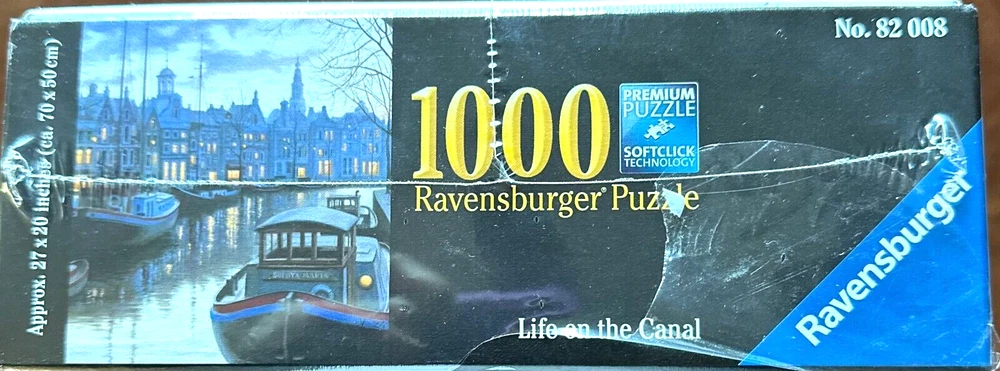 Approx. 27 x 20 inches (ca. 70 x 50 cm)
No. 82 008
1000
PREMIUM
PUZZLE
SOFTCLICK
TECHNOLOGY
Ravensburger® Puzzle
Life on the Canal
Ravensburger